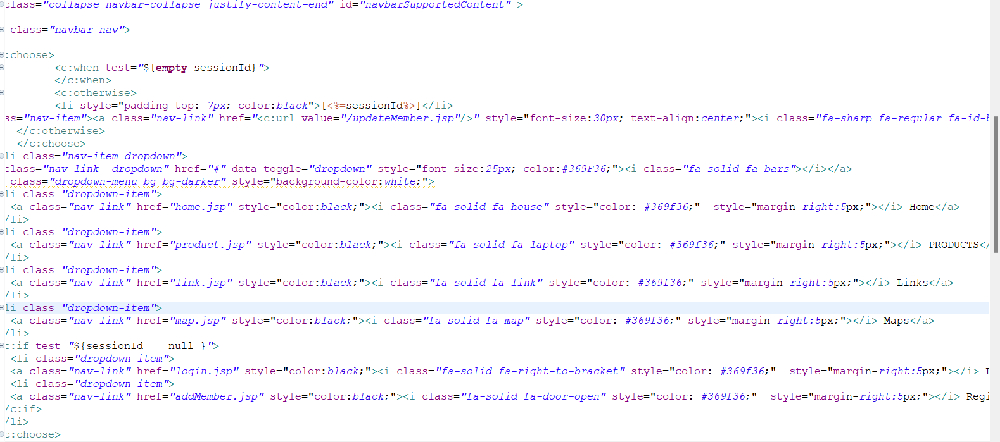 class="collapse navbar-collapse justify-content-end" id="navbarSupportedContent" >
class="navbar-nav">
:choose>
<c:when test="${empty sessionId}">
</c:when>
<c:otherwise>
<li style="padding-top: 7px; color:black">[<%=sessionId%>]</li>
ss="nav-item"><a class="nav-link" href="<c:url value="/updateMember.jsp"/>" style="font-size:30px; text-align:center;"><i class="fa-sharp fa-regular fa-id-b
</c:otherwise>
</c:choose>
li class="nav-item dropdown">
class="nav-link  dropdown" href="#" data-toggle="dropdown" style="font-size:25px; color:#369F36;"><i class="fa-solid fa-bars"></i></a>
class="dropdown-menu bg bg-darker" style="background-color:white;">
li class="dropdown-item">
<a class="nav-link" href="home.jsp" style="color:black;"><i class="fa-solid fa-house" style="color: #369f36;"  style="margin-right:5px;"></i> Home</a>
/li>
li class="dropdown-item">
<a class="nav-link" href="product.jsp" style="color:black;"><i class="fa-solid fa-laptop" style="color: #369f36;" style="margin-right:5px;"></i> PRODUCTS</
/li>
li class="dropdown-item">
<a class="nav-link" href="link.jsp" style="color:black;"><i class="fa-solid fa-link" style="color: #369f36;" style="margin-right:5px;"></i> Links</a>
/li>
li class="dropdown-item">
<a class="nav-link" href="map.jsp" style="color:black;"><i class="fa-solid fa-map" style="color: #369f36;" style="margin-right:5px;"></i> Maps</a>
/li>
c:if test="${sessionId == null }">
<li class="dropdown-item">
<a class="nav-link" href="login.jsp" style="color:black;"><i class="fa-solid fa-right-to-bracket" style="color: #369f36;"  style="margin-right:5px;"></i>
<li class="dropdown-item">
<a class="nav-link" href="addMember.jsp" style="color:black;"><i class="fa-solid fa-door-open" style="color: #369f36;"  style="margin-right:5px;"></i> Regi
/c:if>
/li>
c:choose>